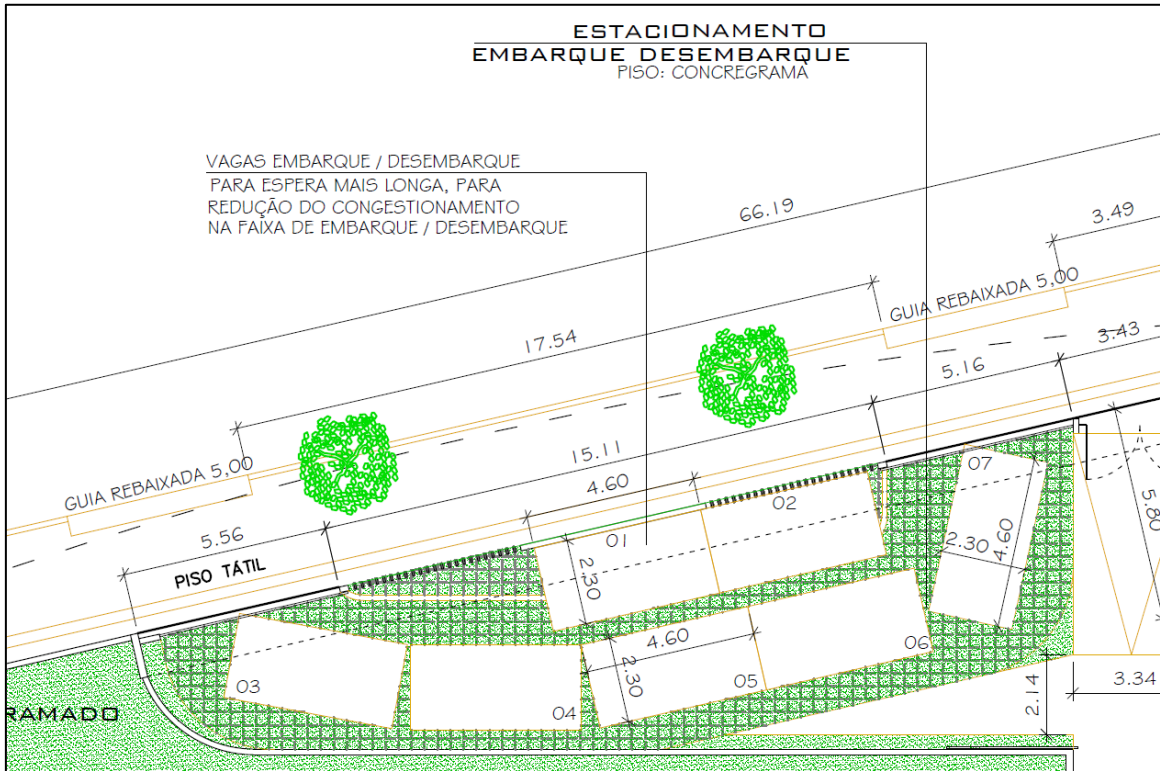 ESTACIONAMENTO
EMBARQUE DESEMBARQUE
PISO: CONCREGRAMA
VAGAS EMBARQUE / DESEMBARQUE
PARA ESPERA MAIS LONGA, PARA
REDUÇÃO DO CONGESTIONAMENTO
NA FAIXA DE EMBARQUE / DESEMBARQUE
66.19
3.49
GUIA REBAIXADA 5,00
17.54
3.43
5.16
15.11
GUIA REBAIXADA 5,00
4.60
5.56
PISO TÁTIL
07
02
01
5.80
4.60
2.30
2.30
4.60
06
2.30
05
03
04
2.14
3.34
RAMADO